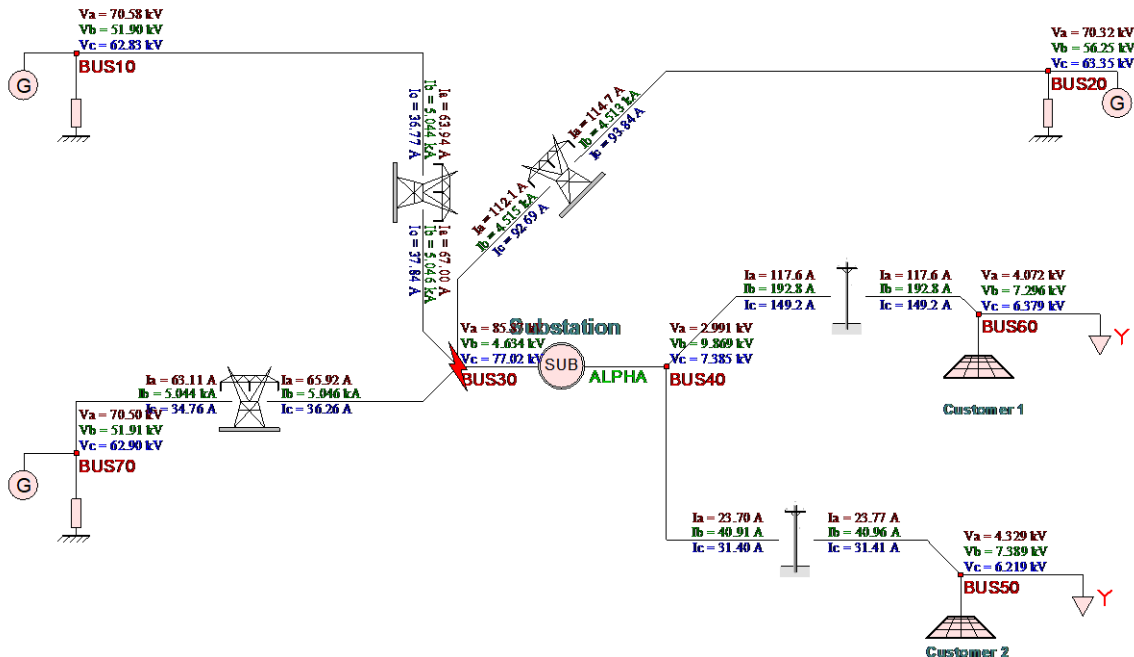 Va = 70.58 kV
Vb = 51.90 kV
Vc = 62.83 kV
BUS10
G
Va = 70.32 kV
Vb = 56.25 kV
Vc = 63.35 kV
BUS20
G
Ia = 63.94 A
Ib = 5.044 kA
Ic = 36.77 A
Ia = 67.00 A
Ib = 5.046 kA
Ic = 37.84 A
Ia = 114.7 A
Ib = 4.513 kA
Ic = 93.84 A
Ia = 112.1 A
Ib = 4.515 kA
Ic = 92.69 A
Ia = 117.6 A
Ib = 192.8 A
Ic = 149.2 A
Ia = 117.6 A
Ib = 192.8 A
Ic = 149.2 A
Va = 4.072 kV
Vb = 7.296 kV
Vc = 6.379 kV
BUS60
Y
Customer 1
Substation
Vb = 4.634 kV
Vc = 77.02 kV
BUS30
SUB
ALPHA
Va = 2.991 kV
Vb = 9.869 kV
Vc = 7.385 kV
BUS40
Ia = 63.11 A
Ib = 5.044 kA
Ic = 34.76 A
Ia = 65.92 A
Ib = 5.046 kA
Ic = 36.26 A
Va = 70.50 kV
Vb = 51.91 kV
Vc = 62.90 kV
BUS70
G
Ia = 23.70 A
Ib = 40.91 A
Ic = 31.40 A
Ia = 23.77 A
Ib = 40.96 A
Ic = 31.41 A
Va = 4.329 kV
Vb = 7.389 kV
Vc = 6.219 kV
BUS50
Y
Customer 2